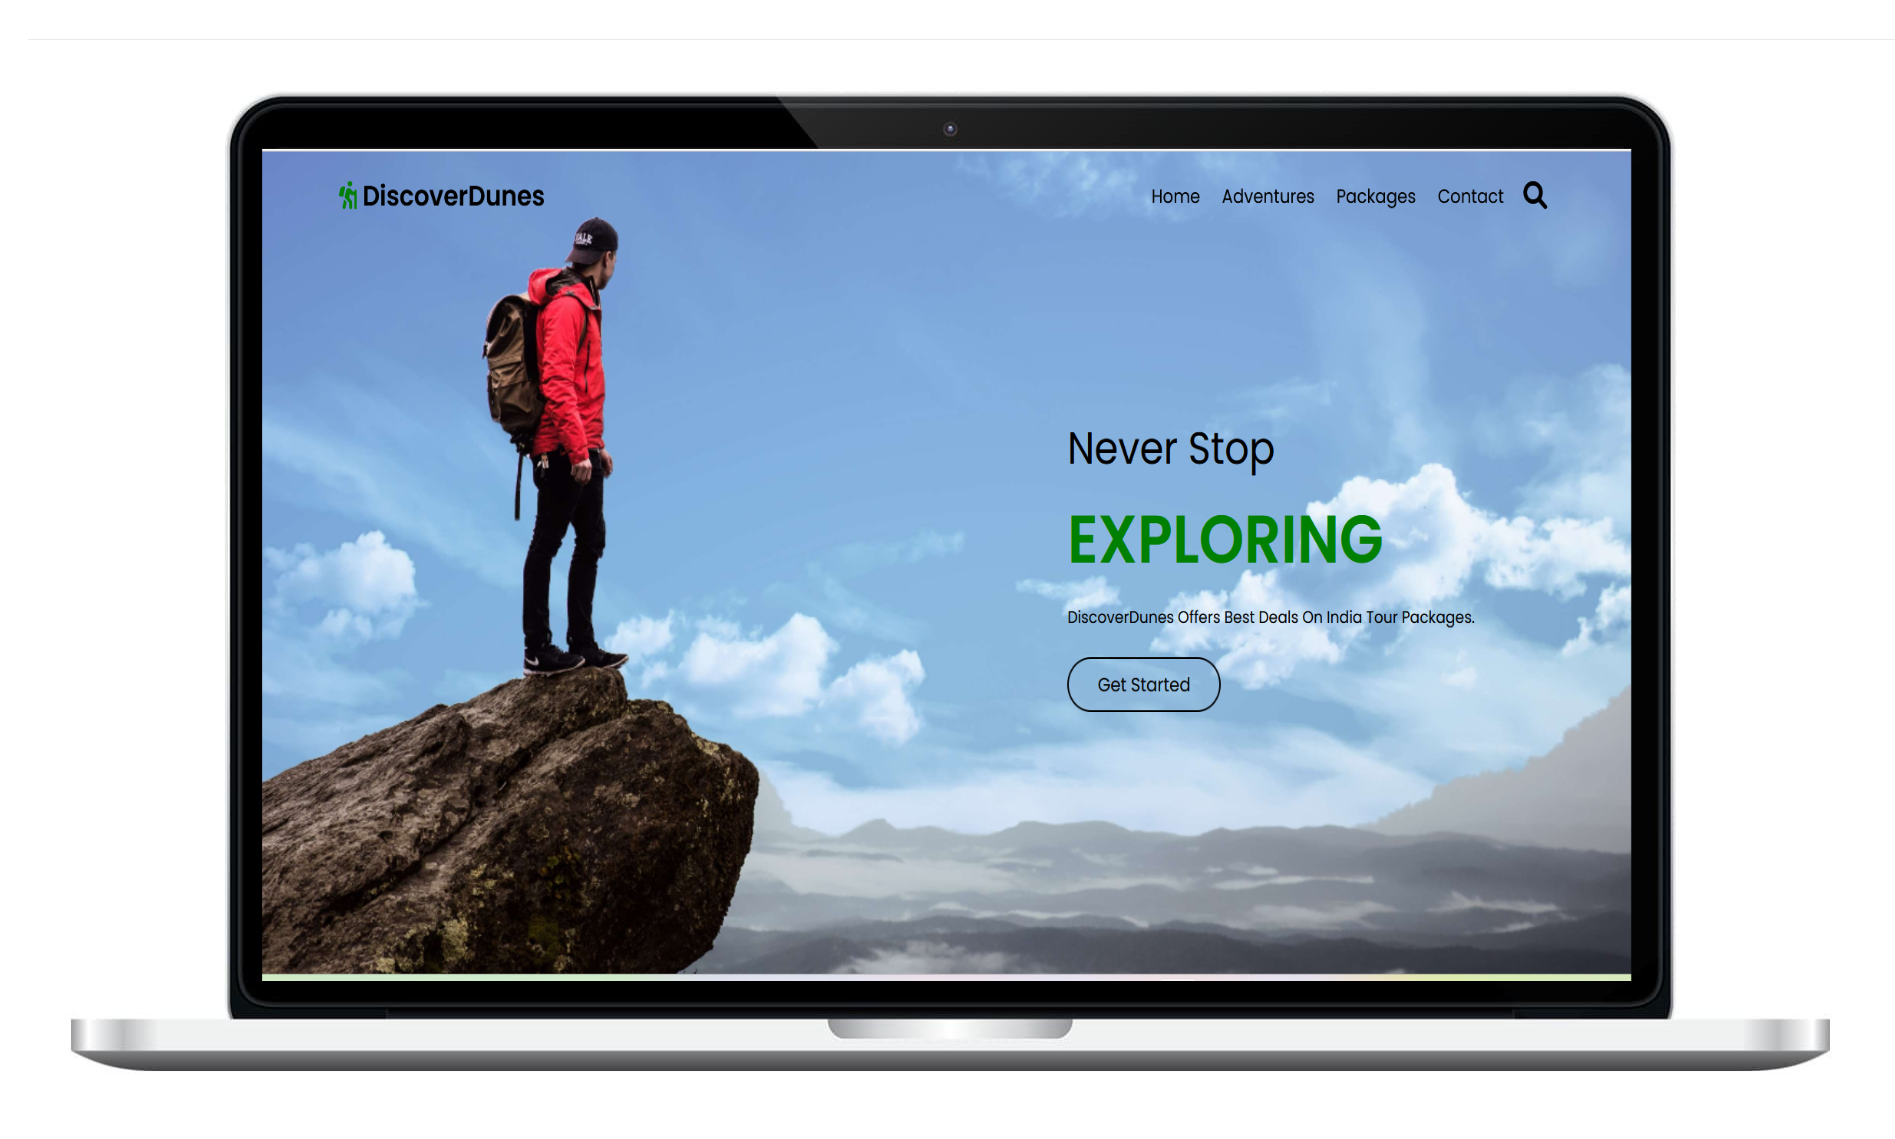 DiscoverDunes
Home Adventures Packages Contact
Never Stop
EXPLORING
DiscoverDunes Offers Best Deals On India Tour Packages.
Get Started